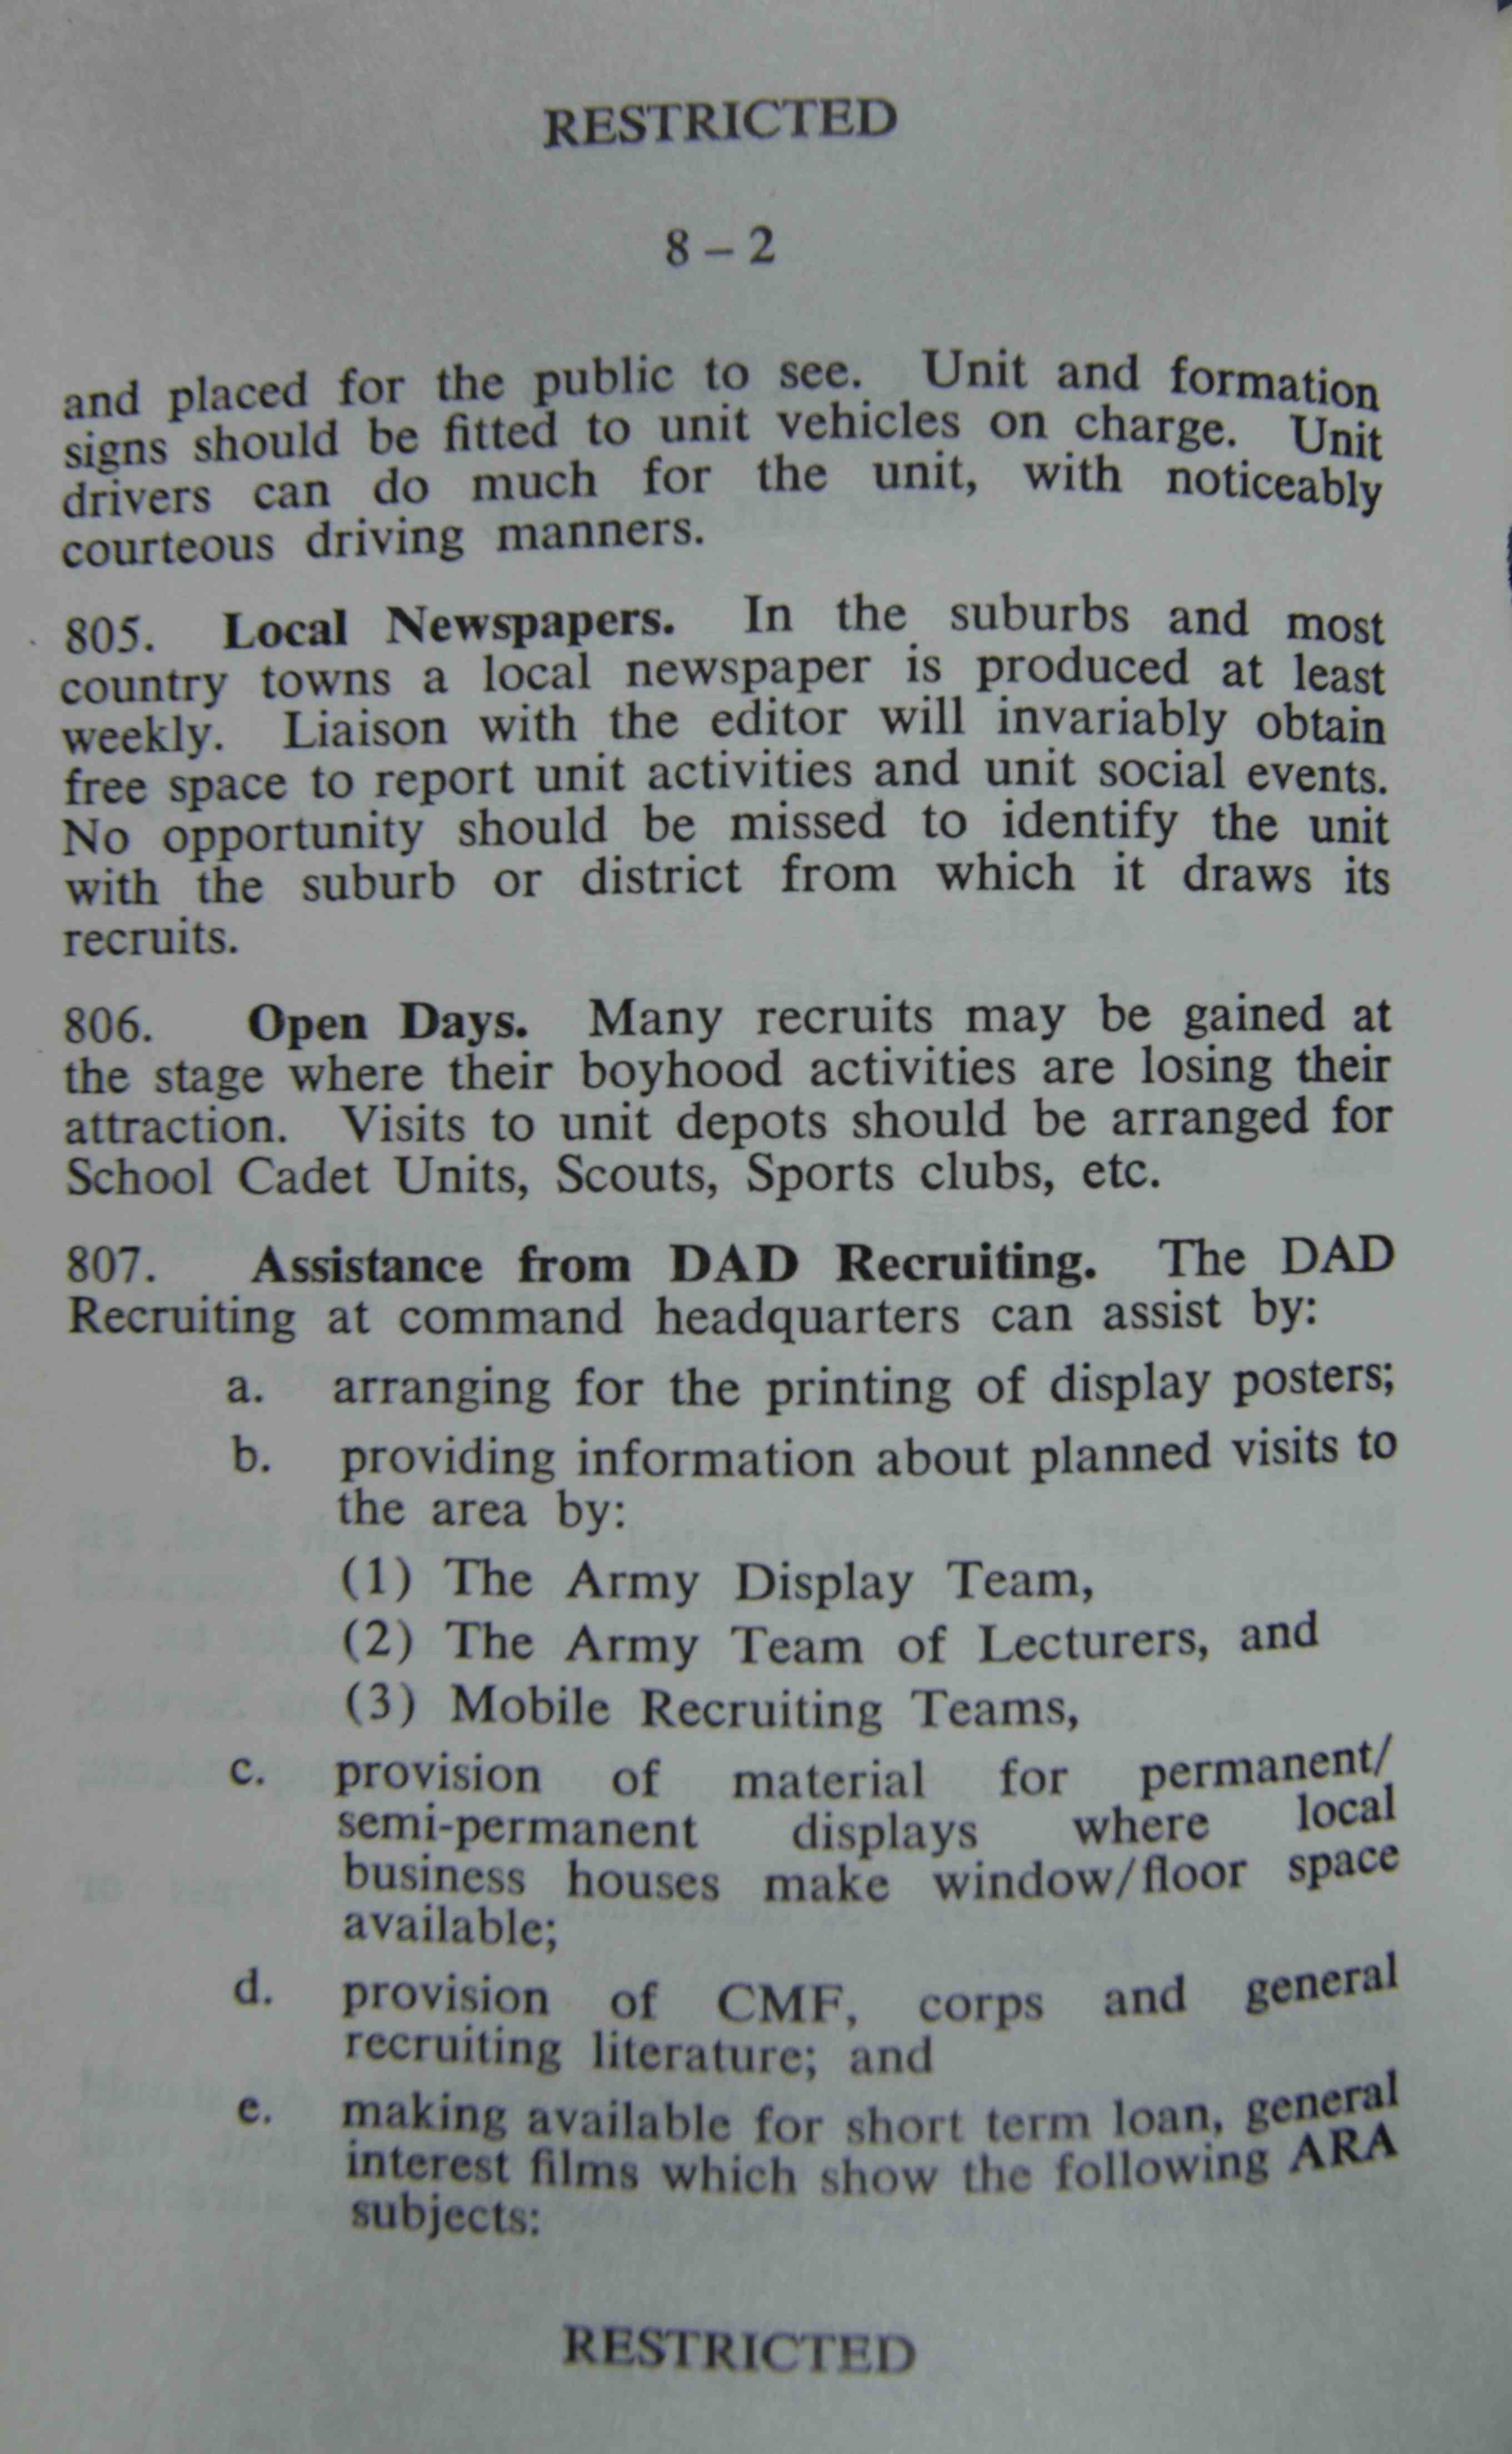 RESTRICTED
8 – 2
and placed for the public to see. Unit and formation
signs should be fitted to unit vehicles on charge. Unit
drivers can do much for the unit, with noticeably
courteous driving manners.
805. Local Newspapers. In the suburbs and most
country towns a local newspaper is produced at least
weekly. Liaison with the editor will invariably obtain
free space to report unit activities and unit social events.
No opportunity should be missed to identify the unit
with the suburb or district from which it draws its
recruits.
806. Open Days. Many recruits may be gained at
the stage where their boyhood activities are losing their
attraction. Visits to unit depots should be arranged for
School Cadet Units, Scouts, Sports clubs, etc.
807. Assistance from DAD Recruiting. The DAD
Recruiting at command headquarters can assist by:
a. arranging for the printing of display posters;
b. providing information about planned visits to
the area by:
(1) The Army Display Team,
(2) The Army Team of Lecturers, and
(3) Mobile Recruiting Teams,
c. provision of material for permanent/
semi-permanent displays where local
business houses make window/floor space
available;
d. provision of CMF, corps and general
recruiting literature; and
e. making available for short term loan, general
interest films which show the following ARA
subjects:
RESTRICTED